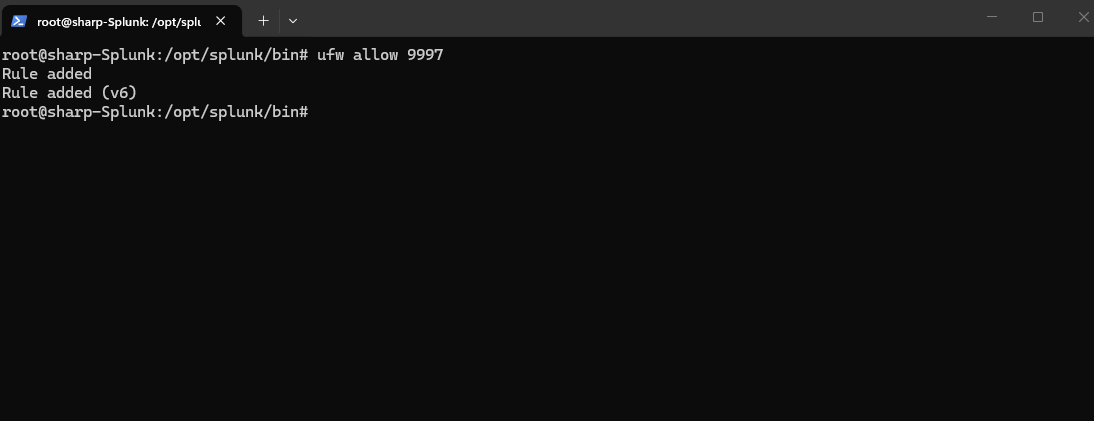 root@sharp-Splunk: /opt/splu
root@sharp-Splunk:/opt/splunk/bin# ufw allow 9997
Rule added
Rule added (v6)
root@sharp-Splunk:/opt/splunk/bin#